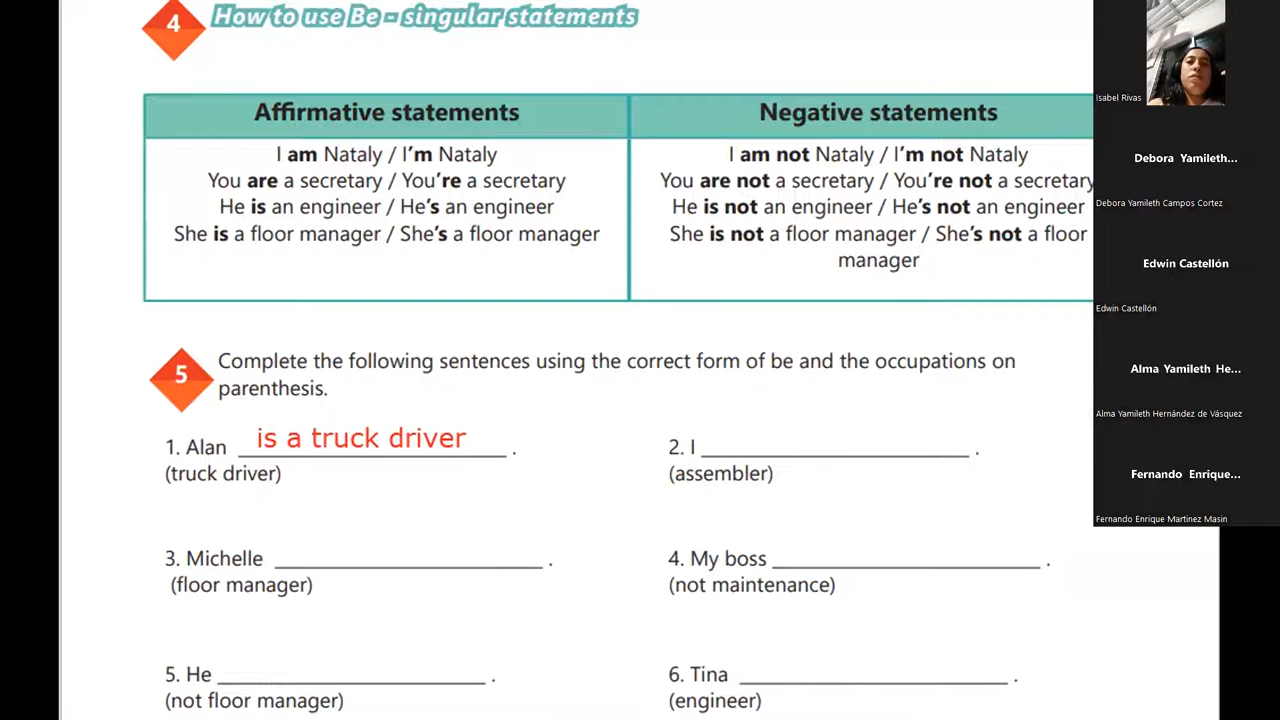 4
How to use Be - singular statements
Affirmative statements
I am Nataly / I'm Nataly
You are a secretary / You're a secretary
He is an engineer / He's an engineer
She is a floor manager / She's a floor manager
Negative statements
I am not Nataly / I'm not Nataly
You are not a secretary / You're not a secretary
He is not an engineer / He's not an engineer
She is not a floor manager / She's not a floor
manager
5
Complete the following sentences using the correct form of be and the occupations on
parenthesis.
1. Alan is a truck driver .
(truck driver)
2. I ________________________ .
(assembler)
3. Michelle ________________________ .
(floor manager)
4. My boss ________________________ .
(not maintenance)
5. He ________________________ .
(not floor manager)
6. Tina ________________________ .
(engineer)
Isabel Rivas
Debora Yamileth...
Debora Yamileth Campos Cortez
Edwin Castellón
Edwin Castellón
Alma Yamileth He...
Alma Yamileth Hernández de Vásquez
Fernando Enrique...
Fernando Enrique Martinez Masin